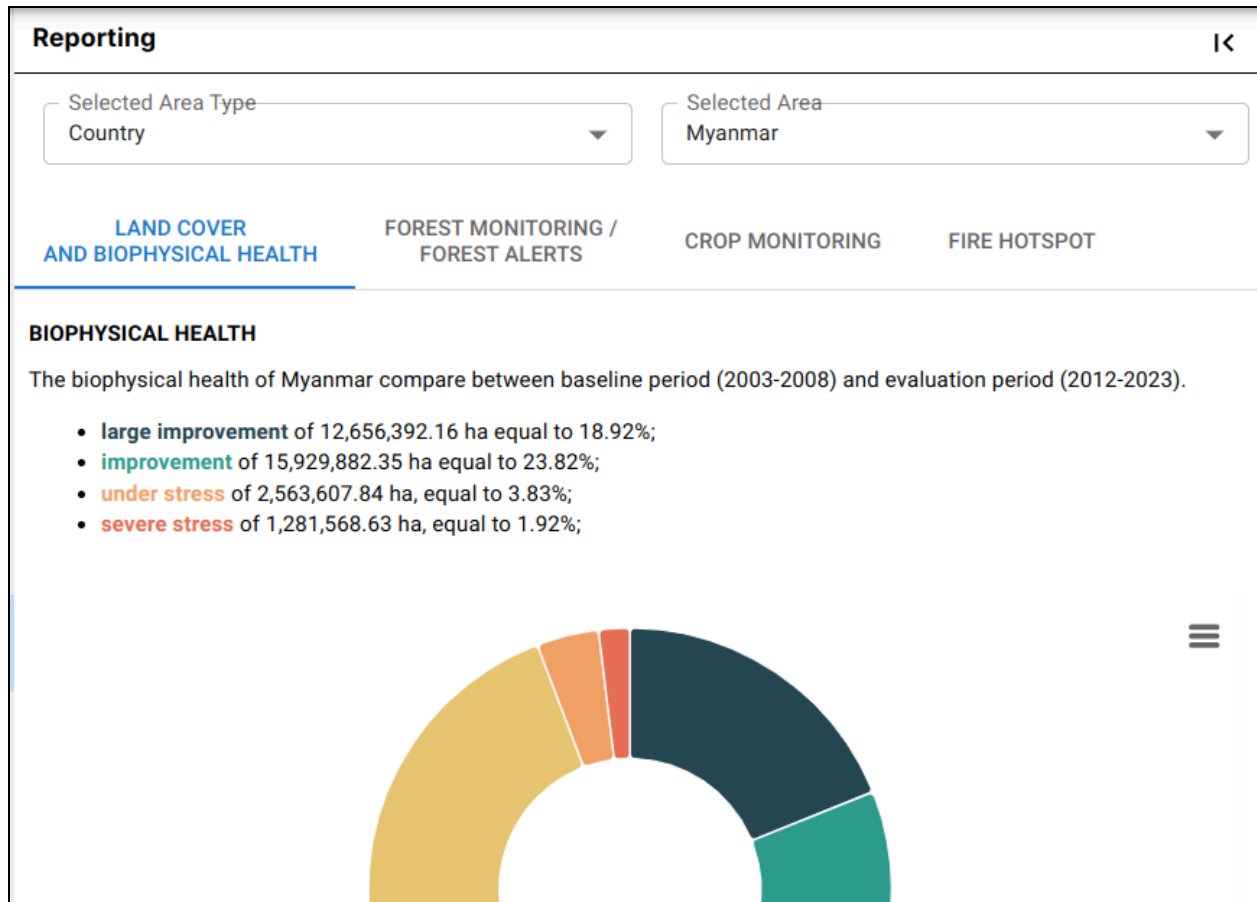 Reporting
Selected Area Type
Country
Selected Area
Myanmar
LAND COVER
AND BIOPHYSICAL HEALTH
FOREST MONITORING /
FOREST ALERTS
CROP MONITORING
FIRE HOTSPOT
BIOPHYSICAL HEALTH
The biophysical health of Myanmar compare between baseline period (2003-2008) and evaluation period (2012-2023).
• large improvement of 12,656,392.16 ha equal to 18.92%;
• improvement of 15,929,882.35 ha equal to 23.82%;
• under stress of 2,563,607.84 ha, equal to 3.83%;
• severe stress of 1,281,568.63 ha, equal to 1.92%;